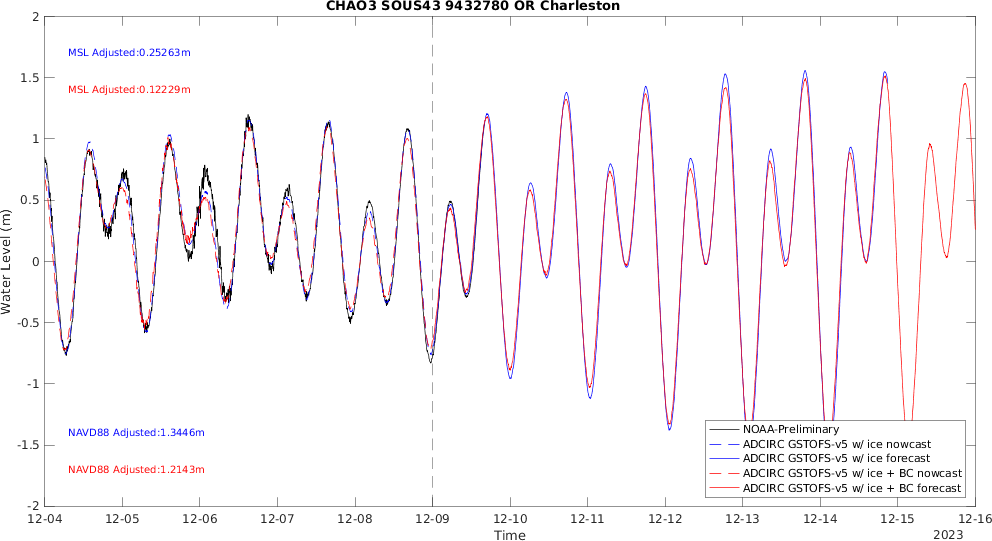 CHAO3 SOUS43 9432780 OR Charleston
MSL Adjusted:0.25263m
MSL Adjusted:0.12229m
NAVD88 Adjusted:1.3446m
NAVD88 Adjusted:1.2143m
Water Level (m)
2
1.5
1
0.5
0
-0.5
-1
-1.5
-2
NOAA-Preliminary
ADCIRC GSTOFS-v5 w/ ice nowcast
ADCIRC GSTOFS-v5 w/ ice forecast
ADCIRC GSTOFS-v5 w/ ice + BC nowcast
ADCIRC GSTOFS-v5 w/ ice + BC forecast
12-04 12-05 12-06 12-07 12-08 12-09 12-10 12-11 12-12 12-13 12-14 12-15 12-16
Time
2023